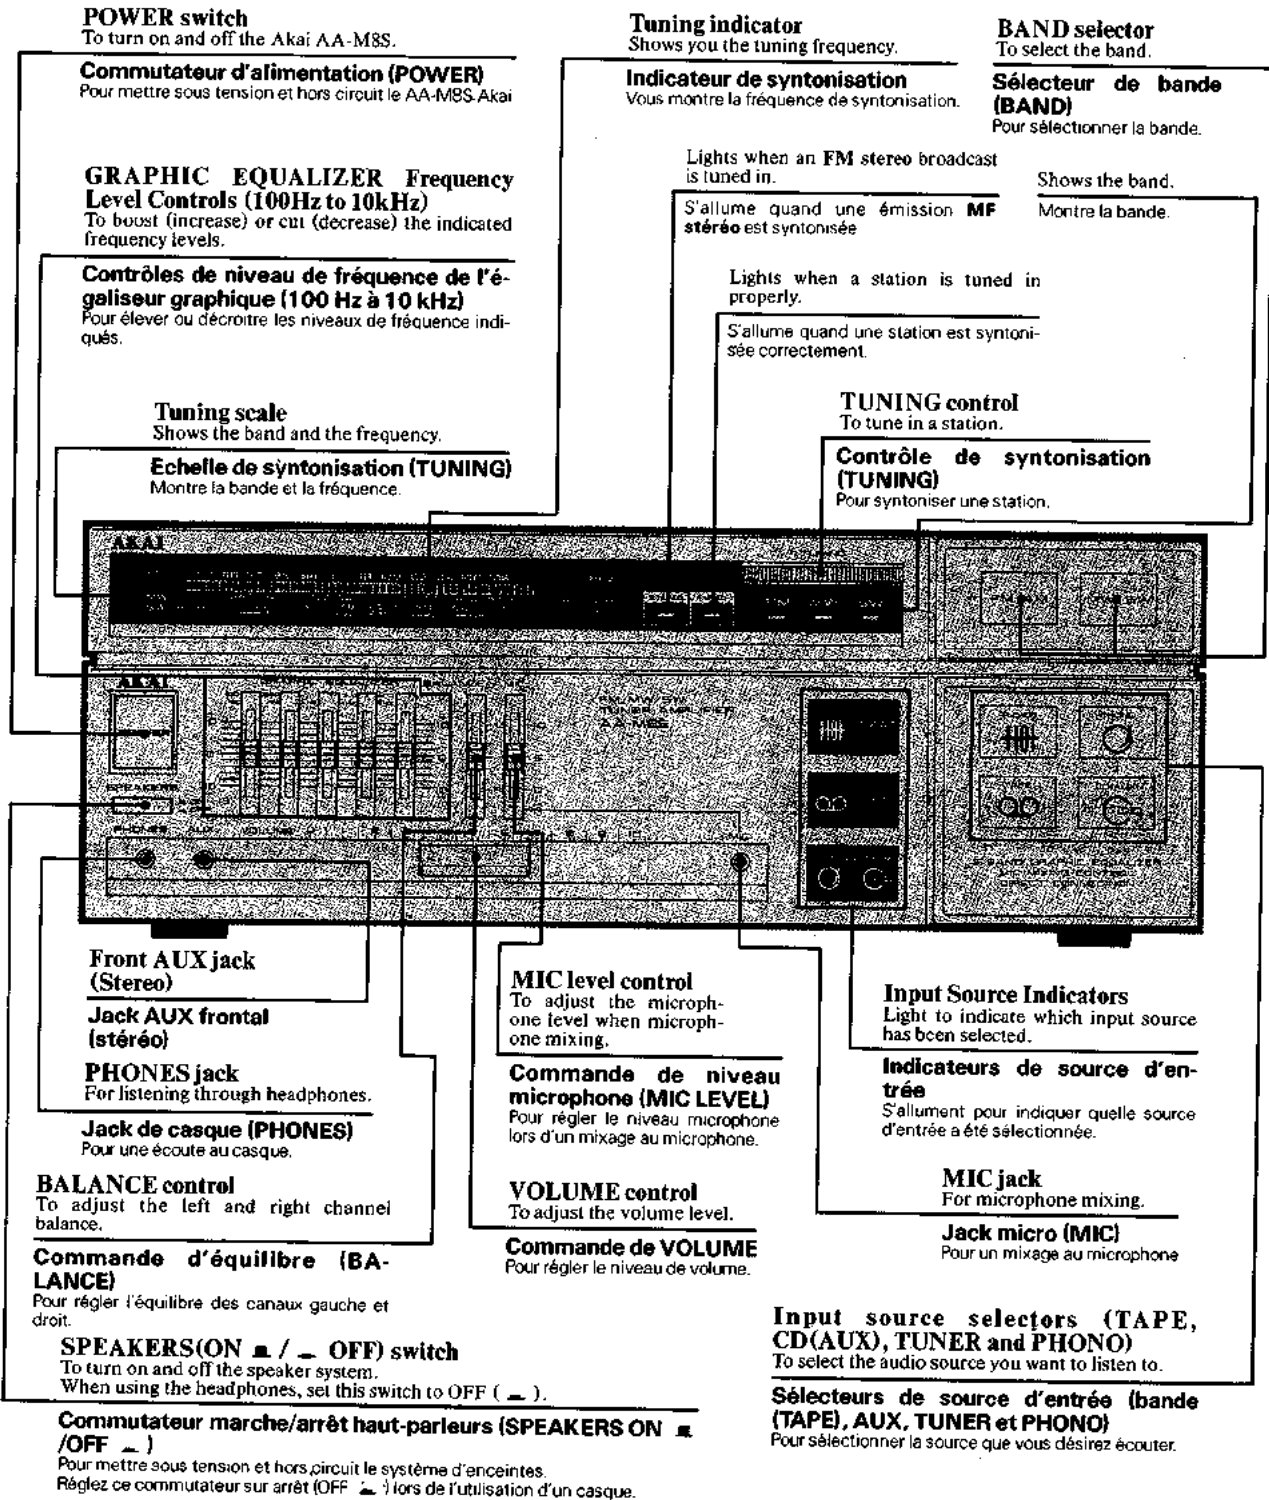 POWER switch
To turn on and off the Akai AA-M8S.
Commutateur d'alimentation (POWER)
Pour mettre sous tension et hors circuit le AA-M8S Akai
GRAPHIC EQUALIZER Frequency
Level Controls (100Hz to 10kHz)
To boost (increase) or cut (decrease) the indicated
frequency levels.
Contrôles de niveau de fréquence de l'é-
galiseur graphique (100 Hz à 10 kHz)
Pour élever ou décroitre les niveaux de fréquence indi-
qués.
Tuning scale
Shows the band and the frequency.
Echelle de syntonisation (TUNING)
Montre la bande et la fréquence.
Tuning indicator
Shows you the tuning frequency.
Indicateur de syntonisation
Vous montre la fréquence de syntonisation.
BAND selector
To select the band.
Sélecteur de bande
(BAND)
Pour sélectionner la bande.
Lights when an FM stereo broadcast
is tuned in.
S'allume quand une émission MF
stéréo est syntonisée
Shows the band.
Montre la bande.
Lights when a station is tuned in
properly.
S'allume quand une station est syntoni-
sée correctement.
TUNING control
To tune in a station.
Contrôle de syntonisation
(TUNING)
Pour syntoniser une station.
AKAI
AKAI
TUNER AMPLIFIER
SPEAKERS
PHONES AUX VOLUME
MIC
5 BAND GRAPHIC EQUALIZER
Front AUX jack
(Stereo)
Jack AUX frontal
(stéréo)
PHONES jack
For listening through headphones.
Jack de casque (PHONES)
Pour une écoute au casque.
BALANCE control
To adjust the left and right channel
balance.
Commande d'équilibre (BA-
LANCE)
Pour régler l'équilibre des canaux gauche et
droit.
SPEAKERS(ON ▄ / ▂ OFF) switch
To turn on and off the speaker system.
When using the headphones, set this switch to OFF ( ▂ ).
Commutateur marche/arrêt haut-parleurs (SPEAKERS ON ▄
/OFF ▂ )
Pour mettre sous tension et hors circuit le système d'enceintes.
Réglez ce commutateur sur arrêt (OFF ▂ ) lors de l'utilisation d'un casque.
MIC level control
To adjust the microph-
one level when microph-
one mixing.
Commande de niveau
microphone (MIC LEVEL)
Pour régler le niveau microphone
lors d'un mixage au microphone.
VOLUME control
To adjust the volume level.
Commande de VOLUME
Pour régler le niveau de volume.
Input Source Indicators
Light to indicate which input source
has been selected.
Indicateurs de source d'en-
trée
S'allument pour indiquer quelle source
d'entrée a été sélectionnée.
MIC jack
For microphone mixing.
Jack micro (MIC)
Pour un mixage au microphone
Input source selectors (TAPE,
CD(AUX), TUNER and PHONO)
To select the audio source you want to listen to.
Sélecteurs de source d'entrée (bande
(TAPE), AUX, TUNER et PHONO)
Pour sélectionner la source que vous désirez écouter.